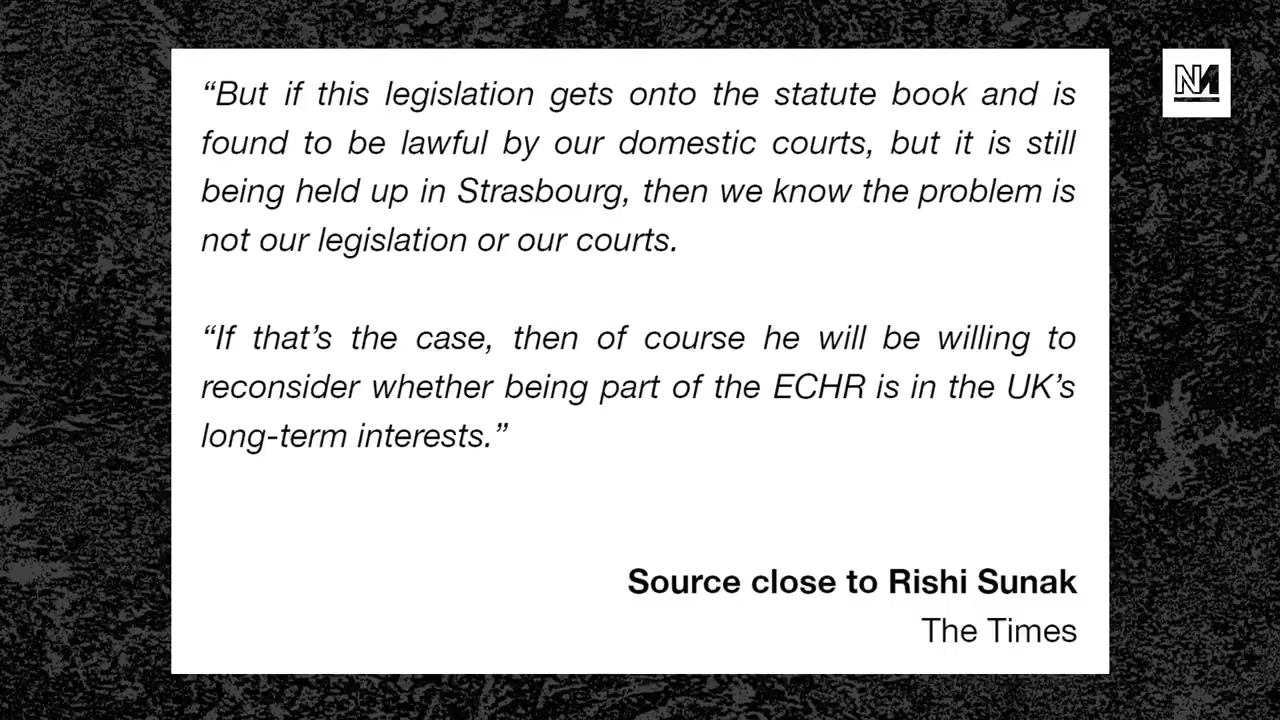 “But if this legislation gets onto the statute book and is
found to be lawful by our domestic courts, but it is still
being held up in Strasbourg, then we know the problem is
not our legislation or our courts.
“If that’s the case, then of course he will be willing to
reconsider whether being part of the ECHR is in the UK’s
long-term interests.”
Source close to Rishi Sunak
The Times
NM